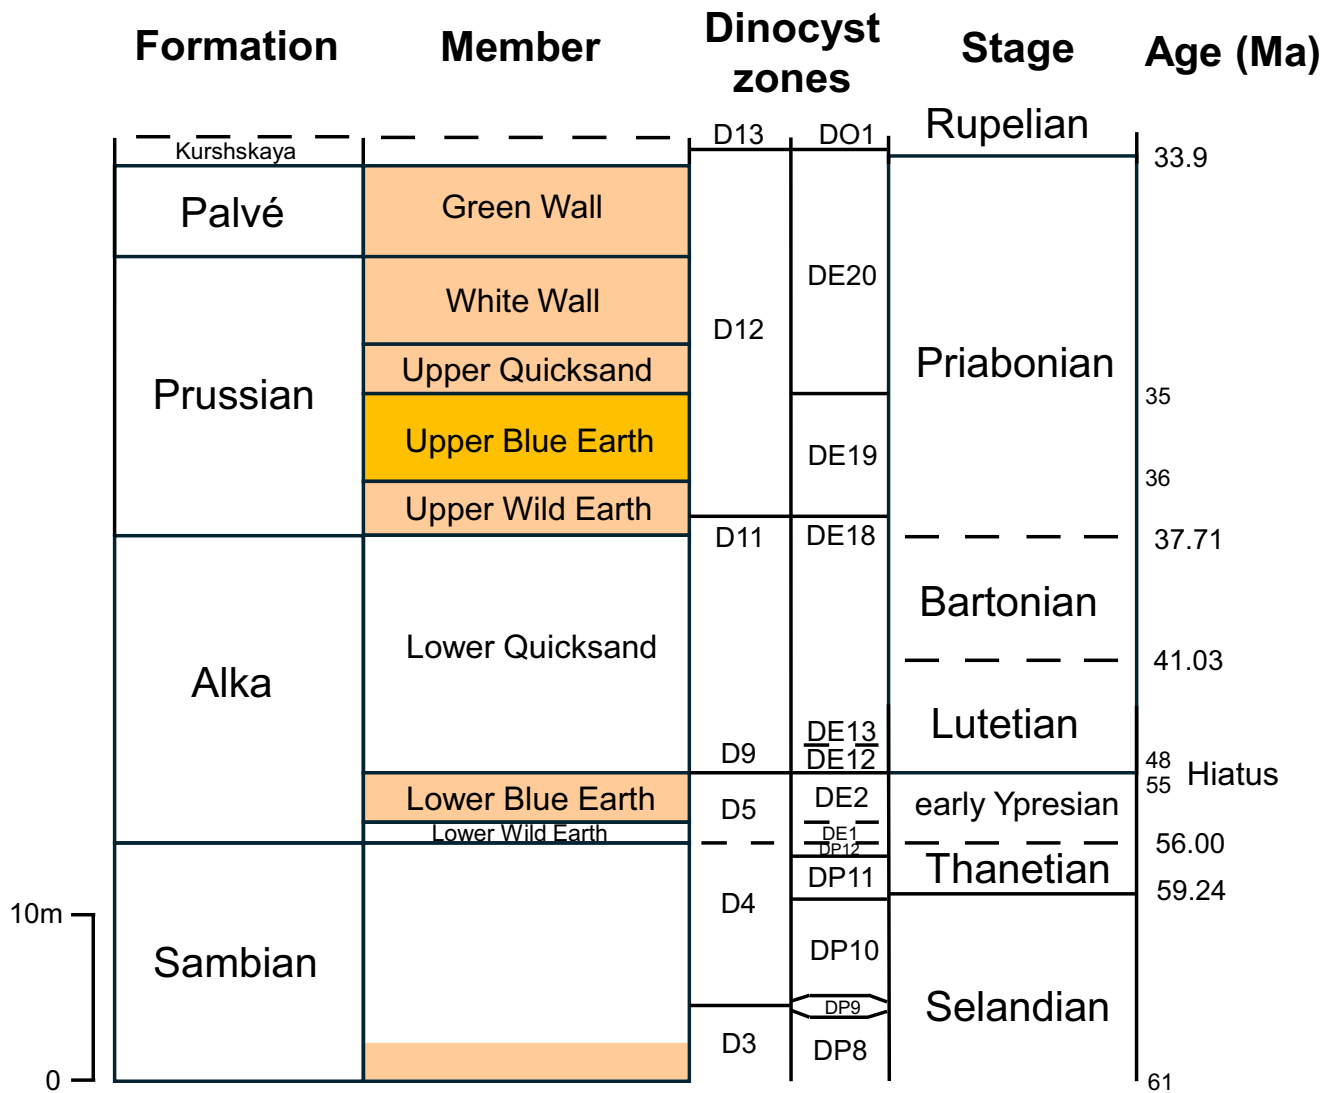 Formation
Member
Dinocyst
zones
Stage
Age (Ma)
Kurshskaya
Palvé
Prussian
Alka
Sambian
Green Wall
White Wall
Upper Quicksand
Upper Blue Earth
Upper Wild Earth
Lower Quicksand
Lower Blue Earth
Lower Wild Earth
D13
D12
D11
D9
D5
D4
D3
DO1
DE20
DE19
DE18
DE13
DE12
DE2
DE1
DP12
DP11
DP10
DP9
DP8
Rupelian
Priabonian
Bartonian
Lutetian
early Ypresian
Thanetian
Selandian
33.9
35
36
37.71
41.03
48
55
Hiatus
56.00
59.24
61
10m
0